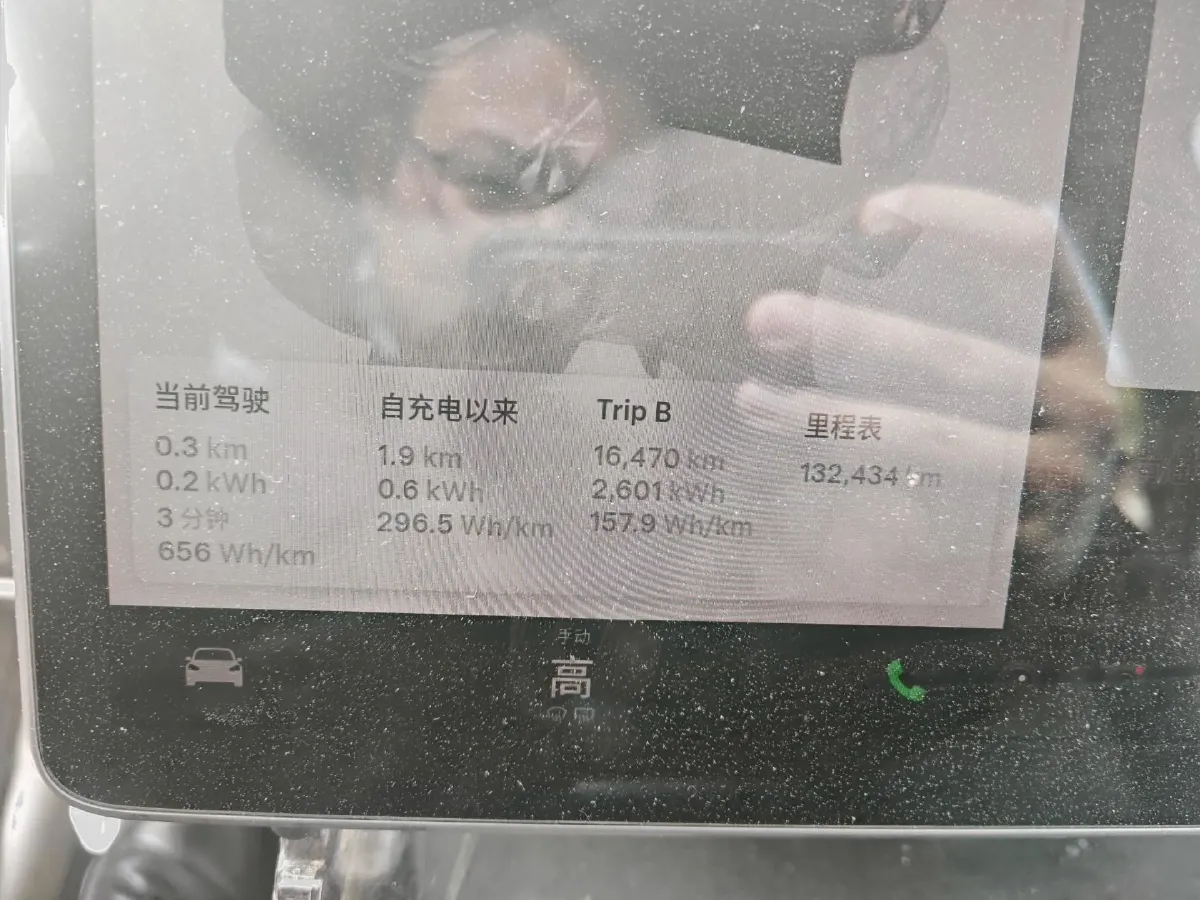 当前驾驶
0.3 km
0.2 kWh
3 分钟
656 Wh/km
自充电以来
1.9 km
0.6 kWh
296.5 Wh/km
Trip B
16,470 km
2,601 kWh
157.9 Wh/km
里程表
132,434 km
手动
高